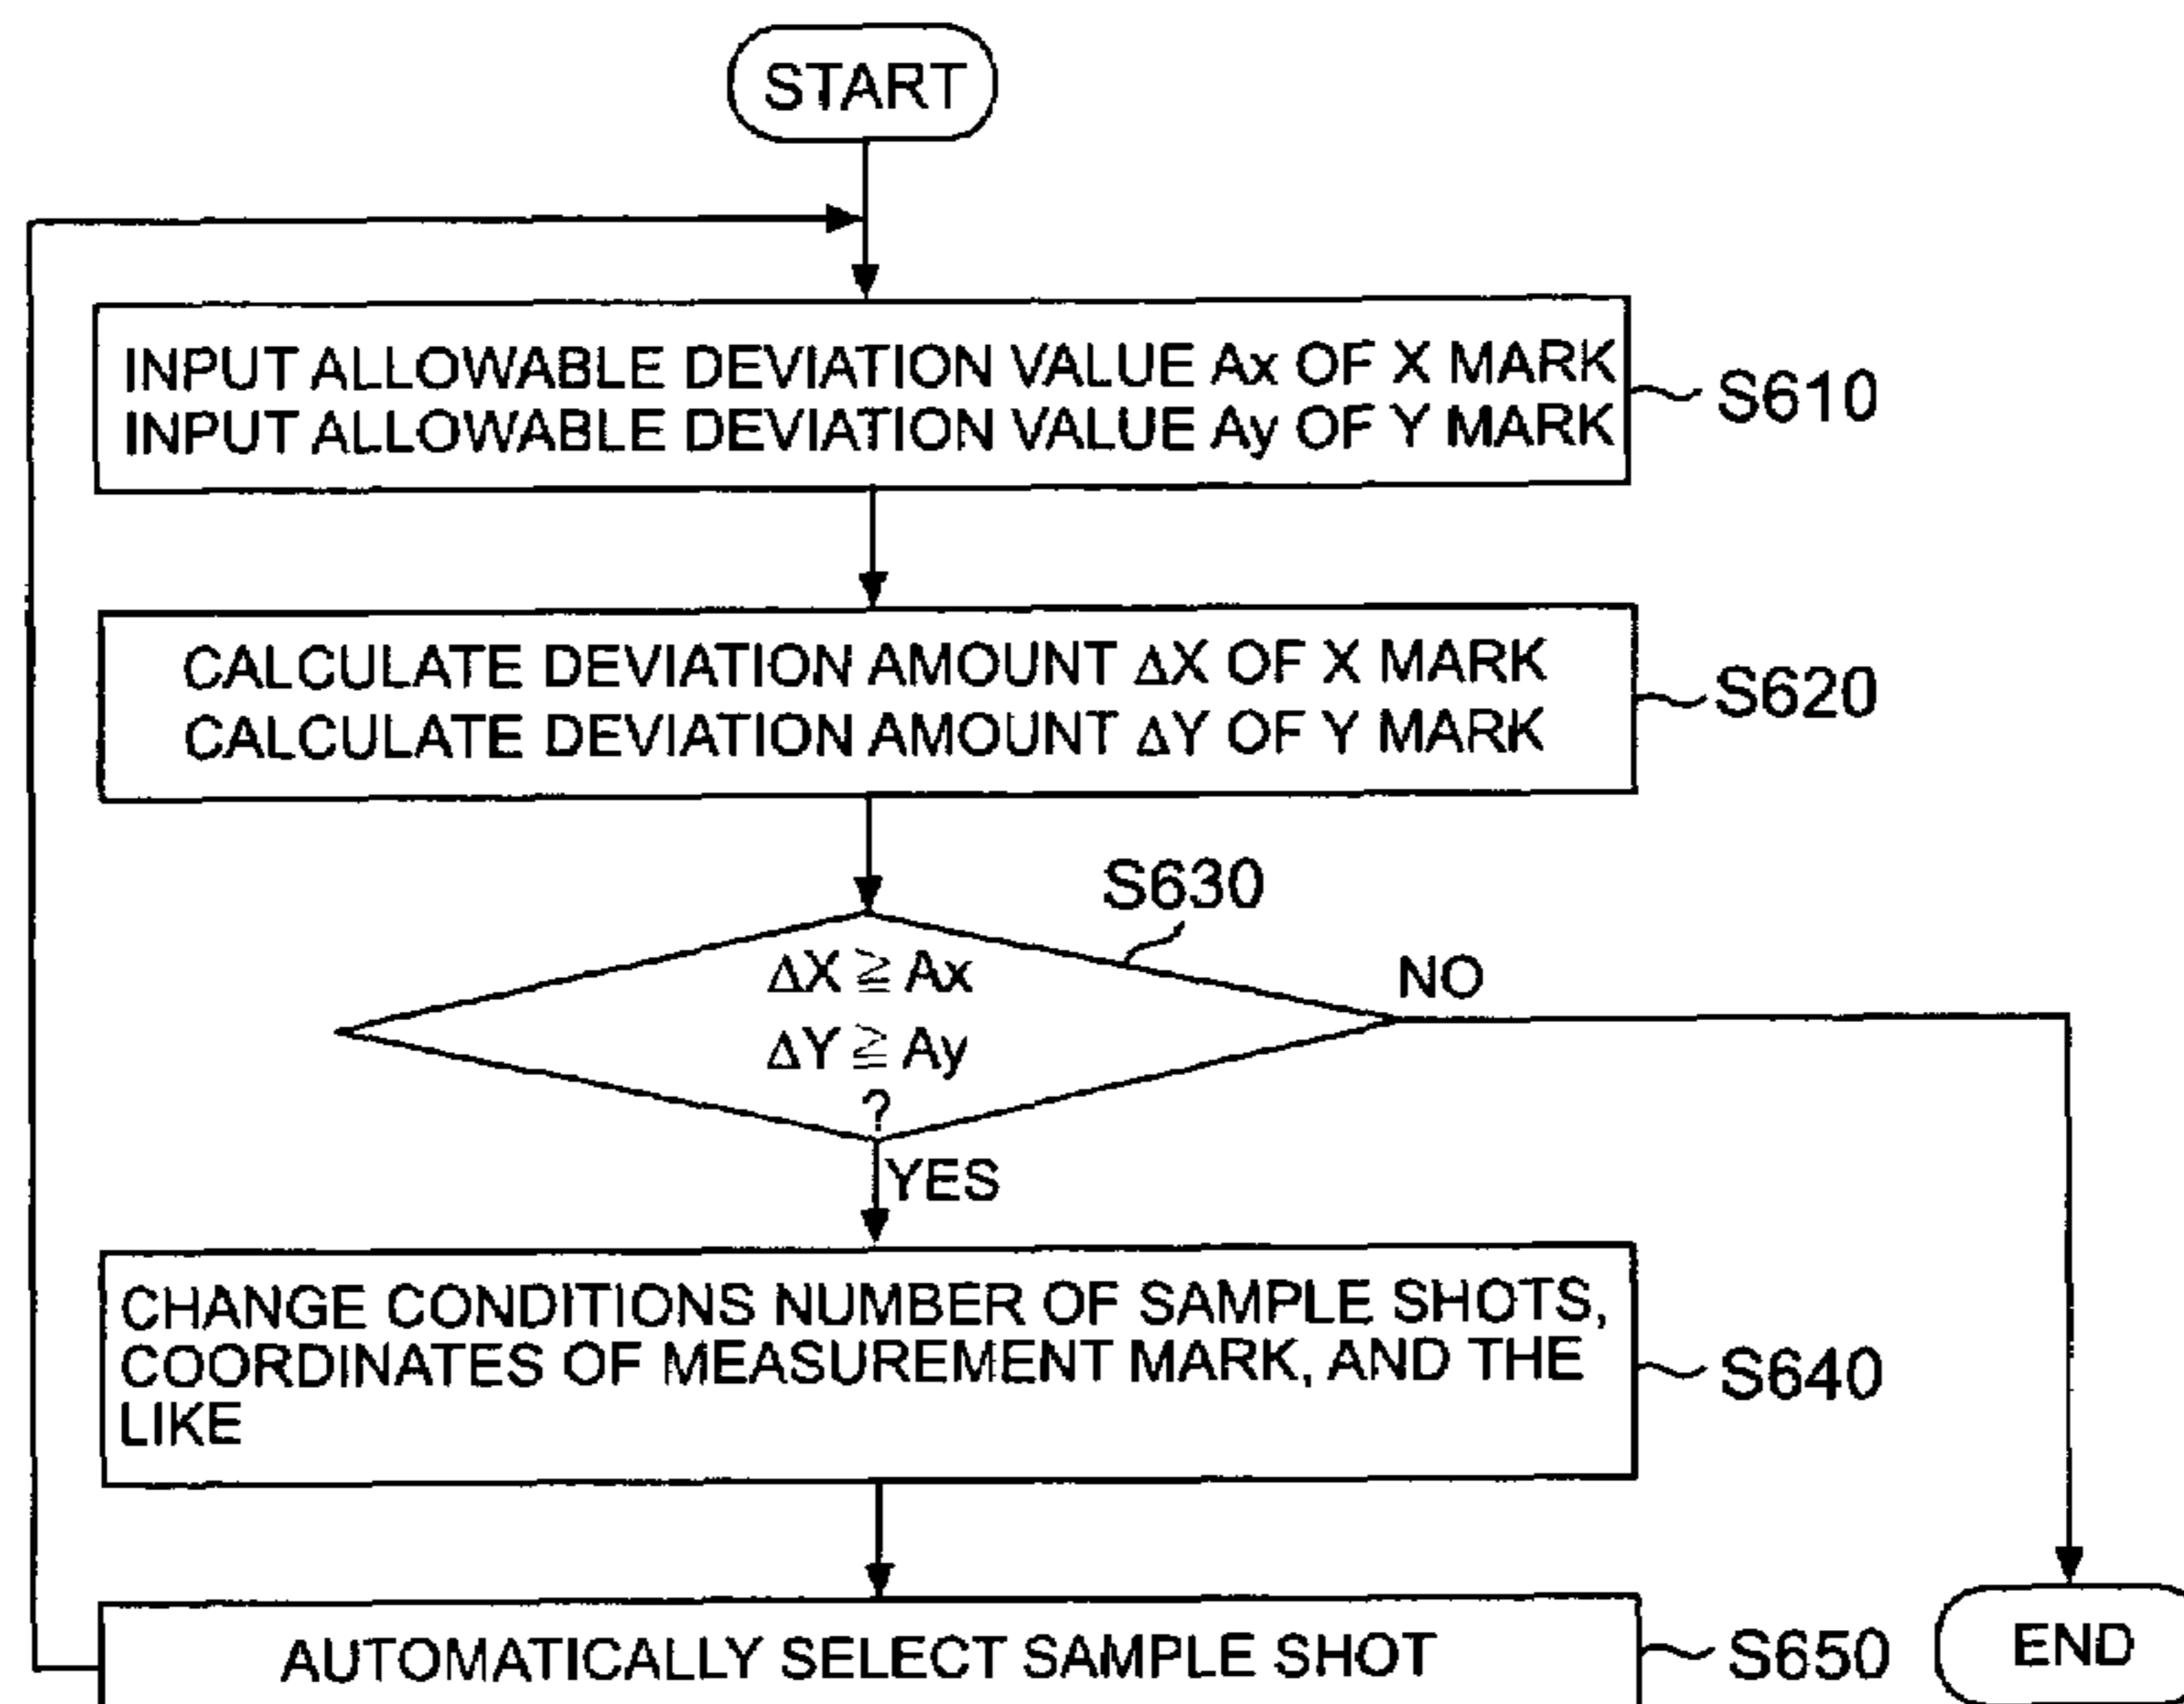 START
INPUT ALLOWABLE DEVIATION VALUE Ax OF X MARK
INPUT ALLOWABLE DEVIATION VALUE Ay OF Y MARK
S610
CALCULATE DEVIATION AMOUNT ΔX OF X MARK
CALCULATE DEVIATION AMOUNT ΔY OF Y MARK
S620
S630
ΔX ≧ Ax
ΔY ≧ Ay
?
NO
YES
CHANGE CONDITIONS NUMBER OF SAMPLE SHOTS,
COORDINATES OF MEASUREMENT MARK, AND THE
LIKE
S640
AUTOMATICALLY SELECT SAMPLE SHOT
S650
END